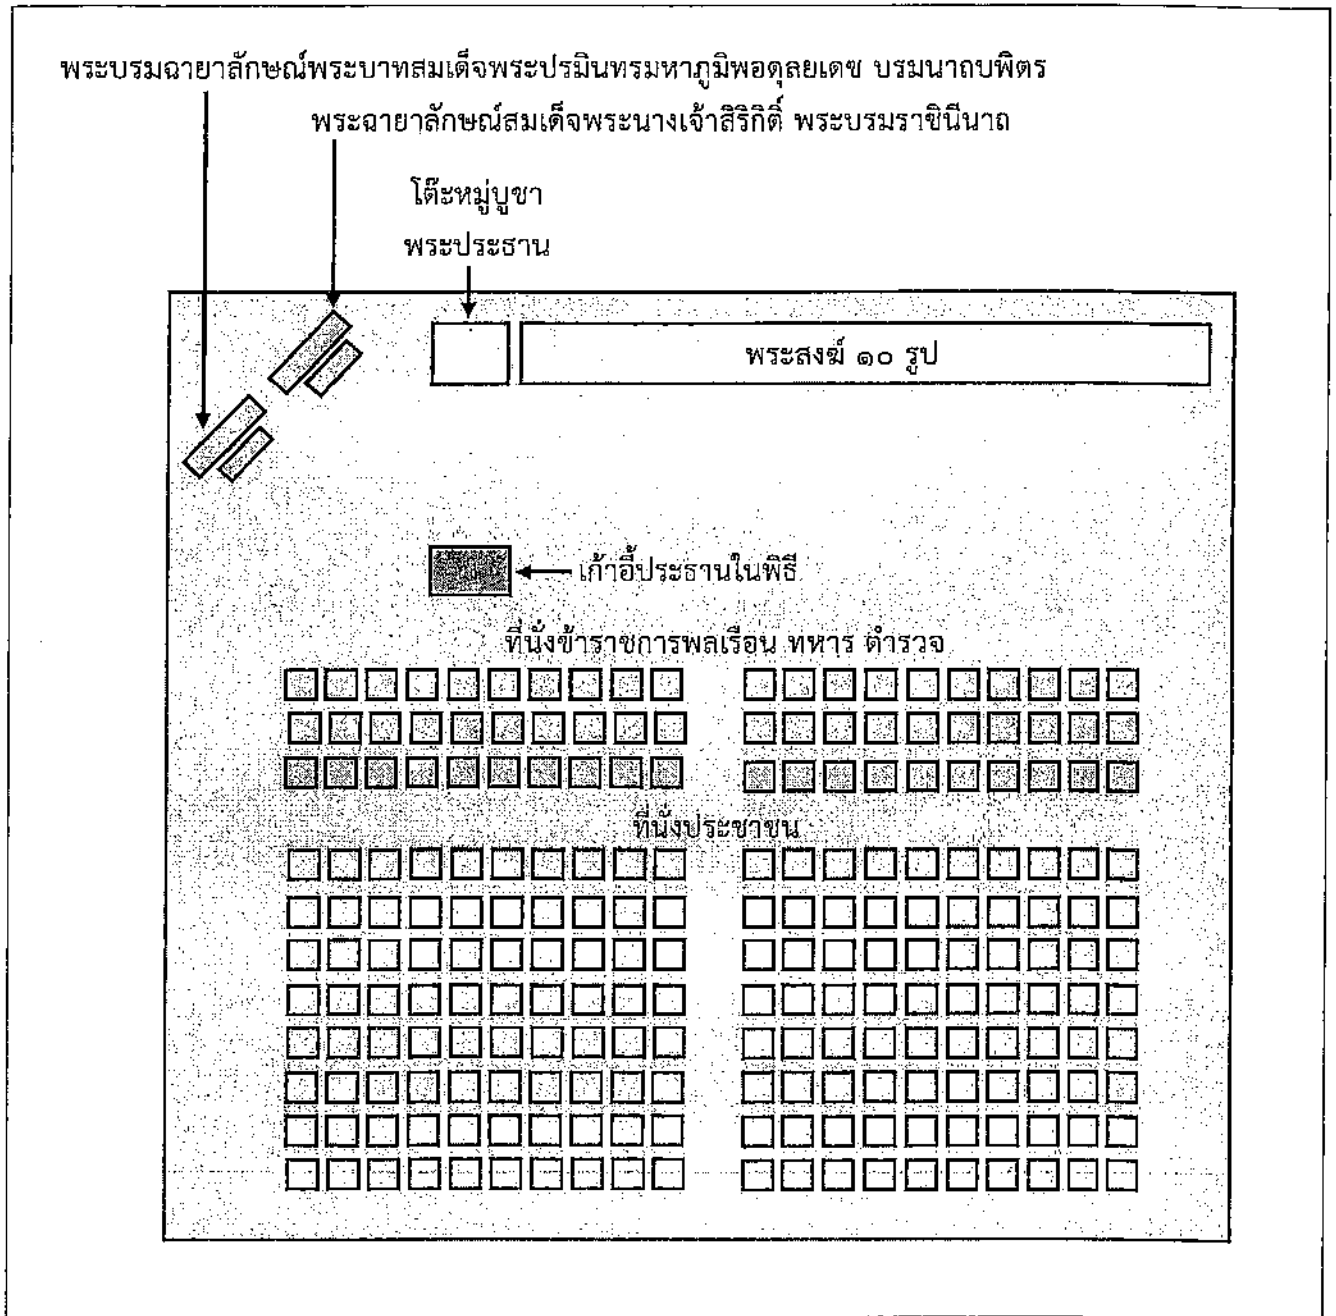 พระบรมฉายาลักษณ์พระบาทสมเด็จพระปรมินทรมหาภูมิพลอดุลยเดช บรมนาถบพิตร
พระฉายาลักษณ์สมเด็จพระนางเจ้าสิริกิติ์ พระบรมราชินีนาถ
โต๊ะหมู่บูชา
พระประธาน
พระสงฆ์ ๑๐ รูป
เก้าอี้ประธานในพิธี
ที่นั่งข้าราชการพลเรือน ทหาร ตำรวจ
ที่นั่งประชาชน